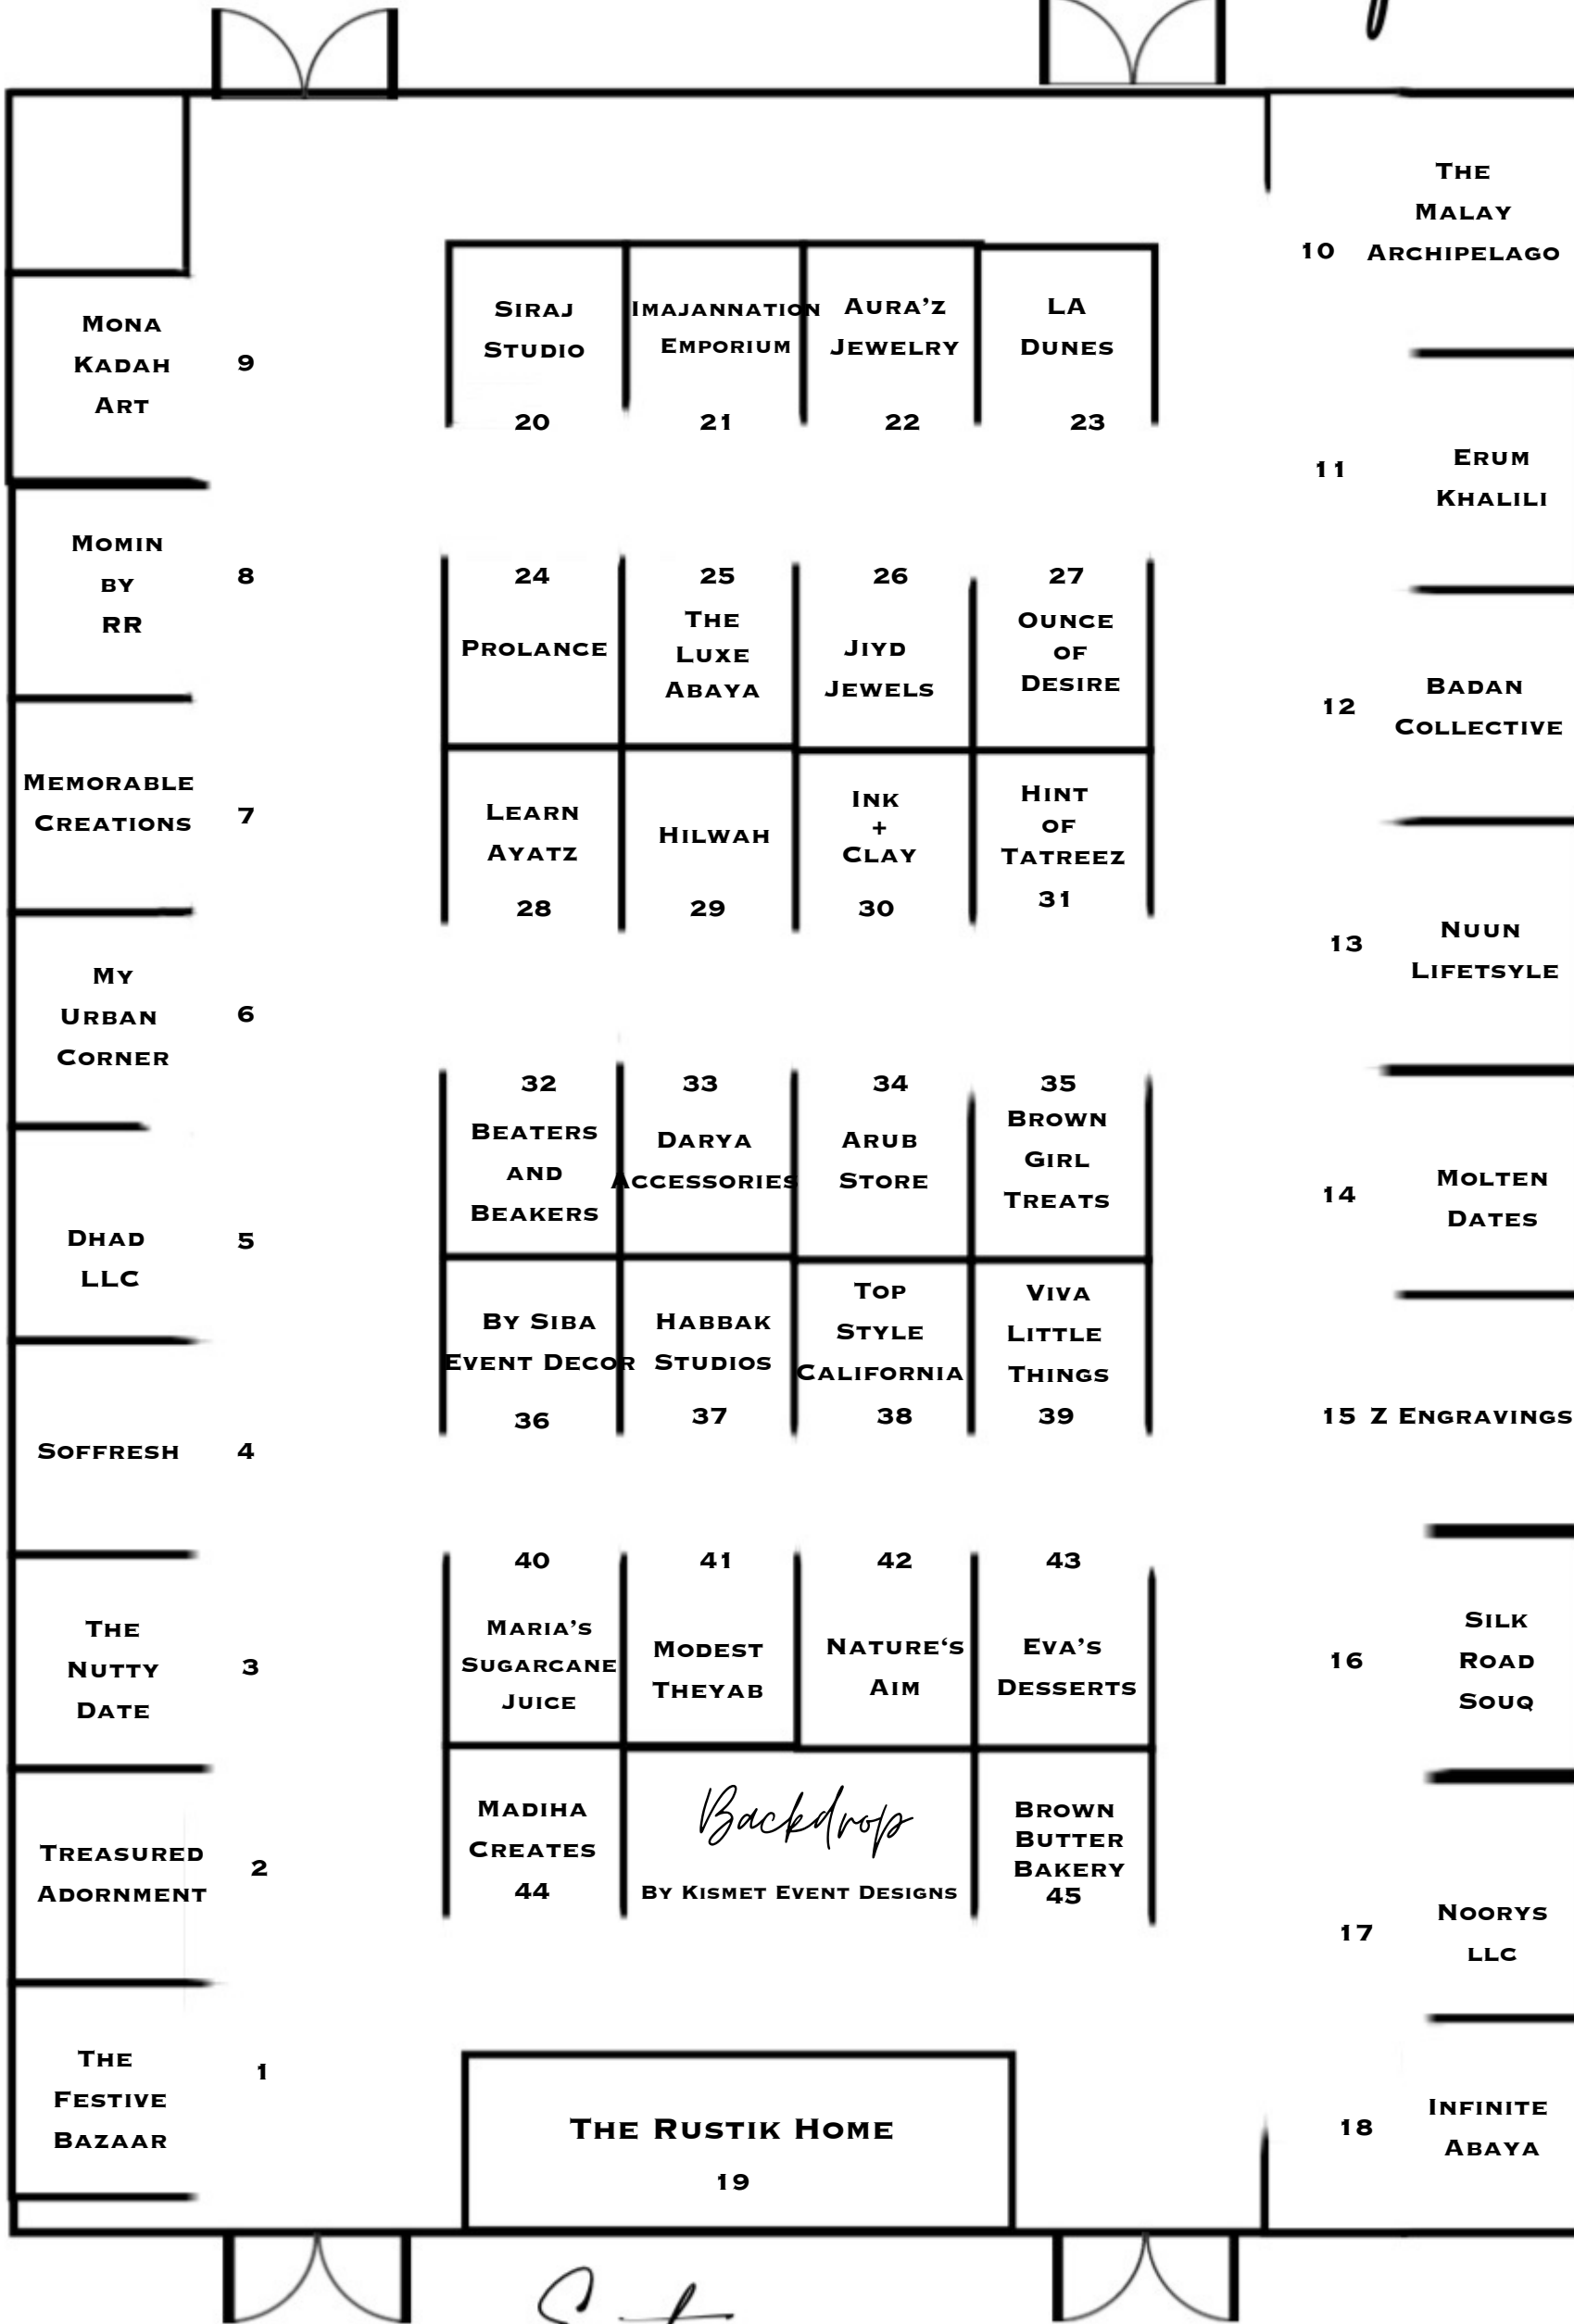 The
Malay
10 Archipelago
Mona
Kadah
Art
9
Siraj
Studio
20
Imajannation
Emporium
21
Aura’z
Jewelry
22
LA
Dunes
23
11
Erum
Khalili
Momin
by
RR
8
24
Prolance
25
The
Luxe
Abaya
26
Jiyd
Jewels
27
Ounce
of
Desire
12
Badan
Collective
Memorable
Creations
7
Learn
Ayatz
28
Hilwah
29
Ink
+
Clay
30
Hint
of
Tatreez
31
13
Nuun
Lifetsyle
My
Urban
Corner
6
32
Beaters
and
Beakers
33
Darya
Accessories
34
Arub
Store
35
Brown
Girl
Treats
14
Molten
Dates
Dhad
LLC
5
By Siba
Event Decor
36
Habbak
Studios
37
Top
Style
California
38
Viva
Little
Things
39
15 Z Engravings
Soffresh 4
The
Nutty
Date
3
40
Maria’s
Sugarcane
Juice
41
Modest
Theyab
42
Nature‘s
Aim
43
Eva’s
Desserts
16
Silk
Road
Souq
Treasured
Adornment
2
Madiha
Creates
44
Backdrop
By Kismet Event Designs
Brown
Butter
Bakery
45
17
Noorys
LLC
The
Festive
Bazaar
1
The Rustik Home
19
18
Infinite
Abaya